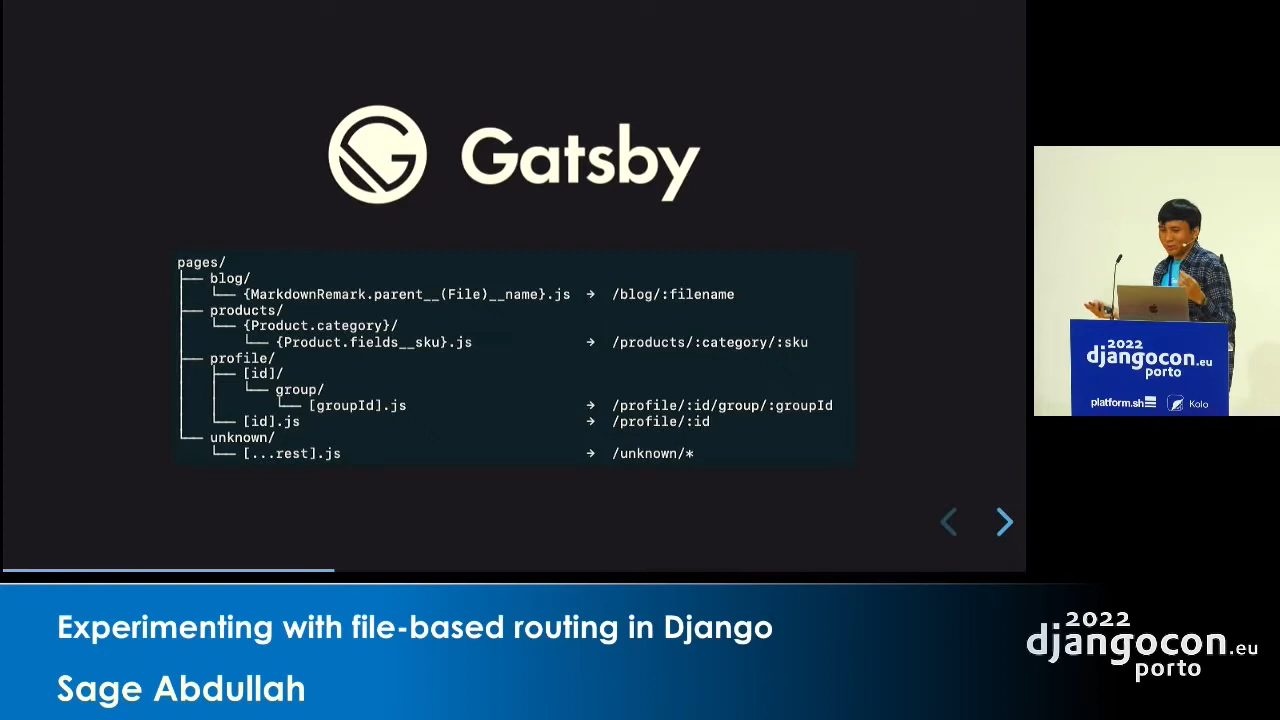 Gatsby
pages/
├── blog/
│   └── {MarkdownRemark.parent__(File)__name}.js → /blog/:filename
├── products/
│   └── {Product.category}/
│       └── {Product.fields__sku}.js → /products/:category/:sku
├── profile/
│   ├── [id]/
│   │   └── group/
│   │       └── [groupId].js → /profile/:id/group/:groupId
│   └── [id].js → /profile/:id
└── unknown/
    └── [...rest].js → /unknown/*
2022
djangocon.eu
porto
platform.sh Kolo
Experimenting with file-based routing in Django
Sage Abdullah
2022
djangocon.eu
porto